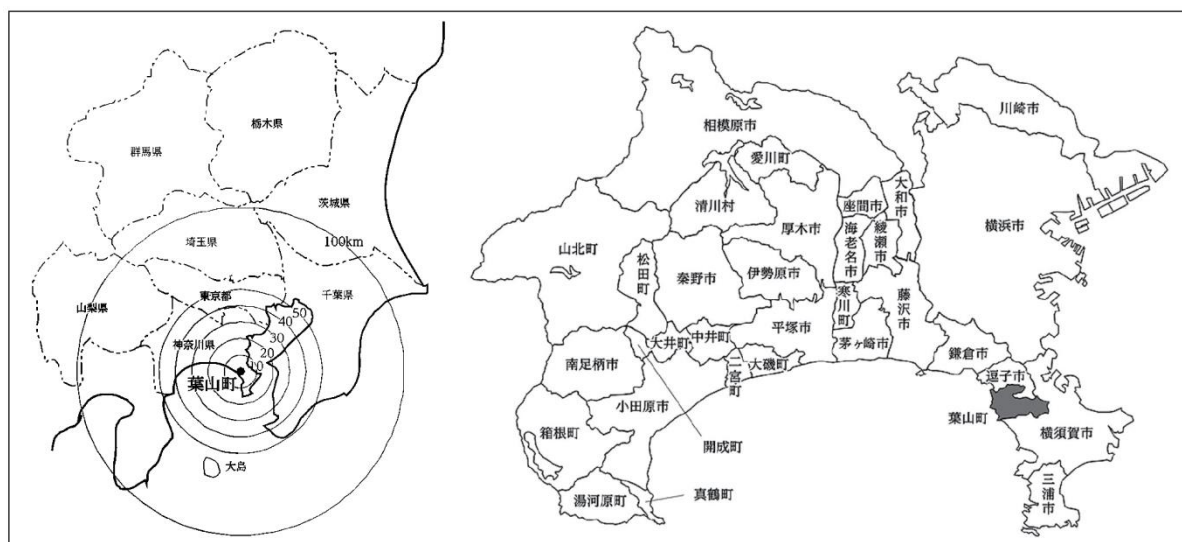 栃木県
群馬県
茨城県
埼玉県
100km
山梨県
東京都
千葉県
50
40
30
神奈川県
20
10
葉山町
大島
川崎市
相模原市
愛川町
大和市
座間市
清川村
綾瀬市
海老名市
厚木市
横浜市
山北町
松田町
秦野市
伊勢原市
寒川町
藤沢市
平塚市
大井町
中井町
茅ヶ崎市
鎌倉市
南足柄市
二宮町
大磯町
逗子市
小田原市
葉山町
箱根町
横須賀市
開成町
三浦市
湯河原町
真鶴町